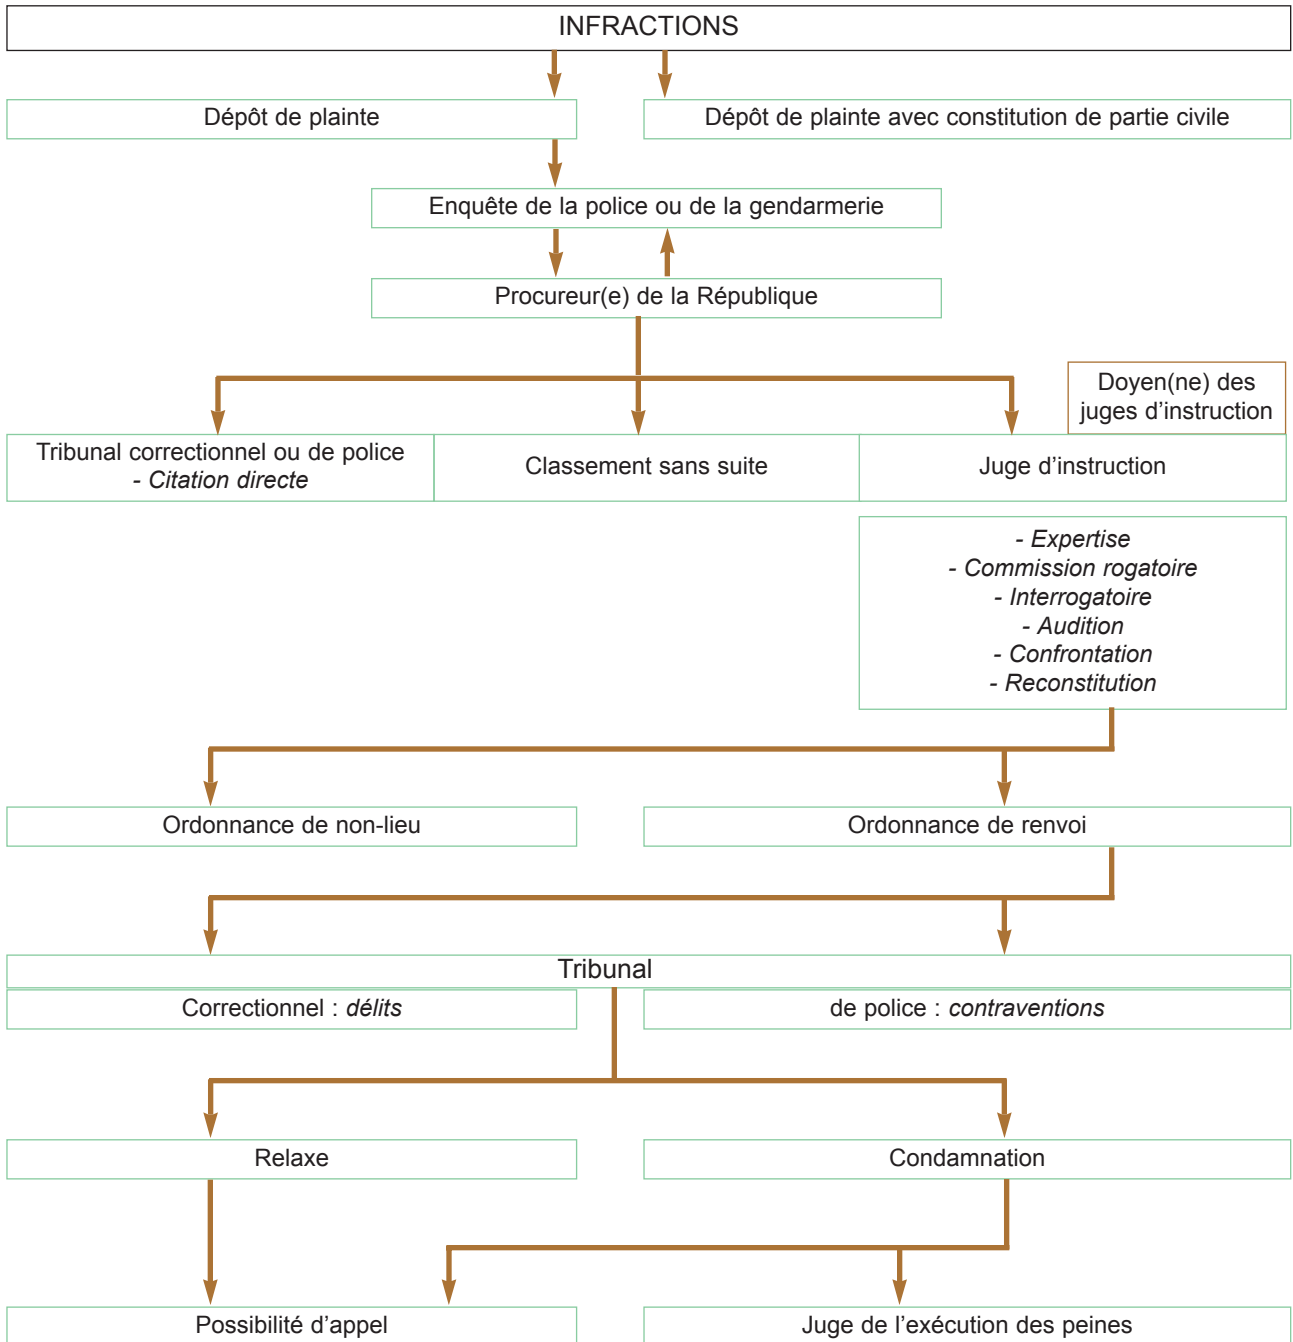 INFRACTIONS
Dépôt de plainte
Dépôt de plainte avec constitution de partie civile
Enquête de la police ou de la gendarmerie
Procureur(e) de la République
Doyen(ne) des
juges d’instruction
Tribunal correctionnel ou de police
- Citation directe
Classement sans suite
Juge d’instruction
- Expertise
- Commission rogatoire
- Interrogatoire
- Audition
- Confrontation
- Reconstitution
Ordonnance de non-lieu
Ordonnance de renvoi
Tribunal
Correctionnel : délits
de police : contraventions
Relaxe
Condamnation
Possibilité d’appel
Juge de l’exécution des peines